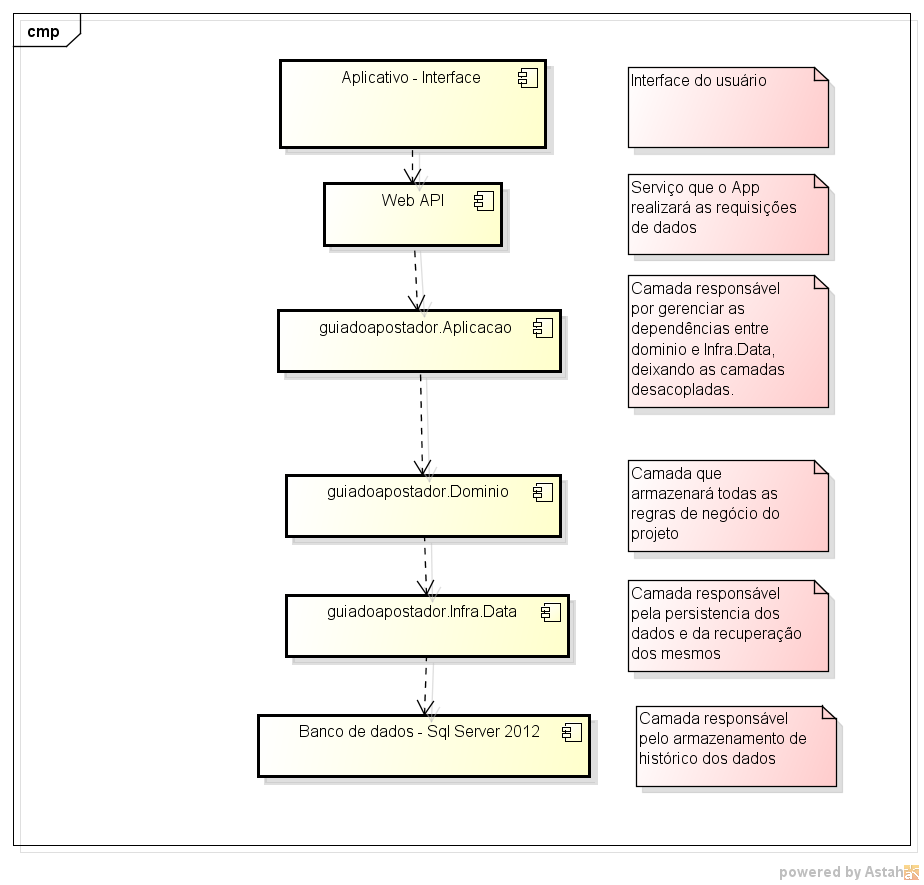 cmp
Aplicativo - Interface
Interface do usuário
Web API
Serviço que o App
realizará as requisições
de dados
guiadoapostador.Aplicacao
Camada responsável
por gerenciar as
dependências entre
dominio e Infra.Data,
deixando as camadas
desacopladas.
guiadoapostador.Dominio
Camada que
armazenará todas as
regras de negócio do
projeto
guiadoapostador.Infra.Data
Camada responsável
pela persistencia dos
dados e da recuperação
dos mesmos
Banco de dados - Sql Server 2012
Camada responsável
pelo armazenamento de
histórico dos dados
powered by Astah